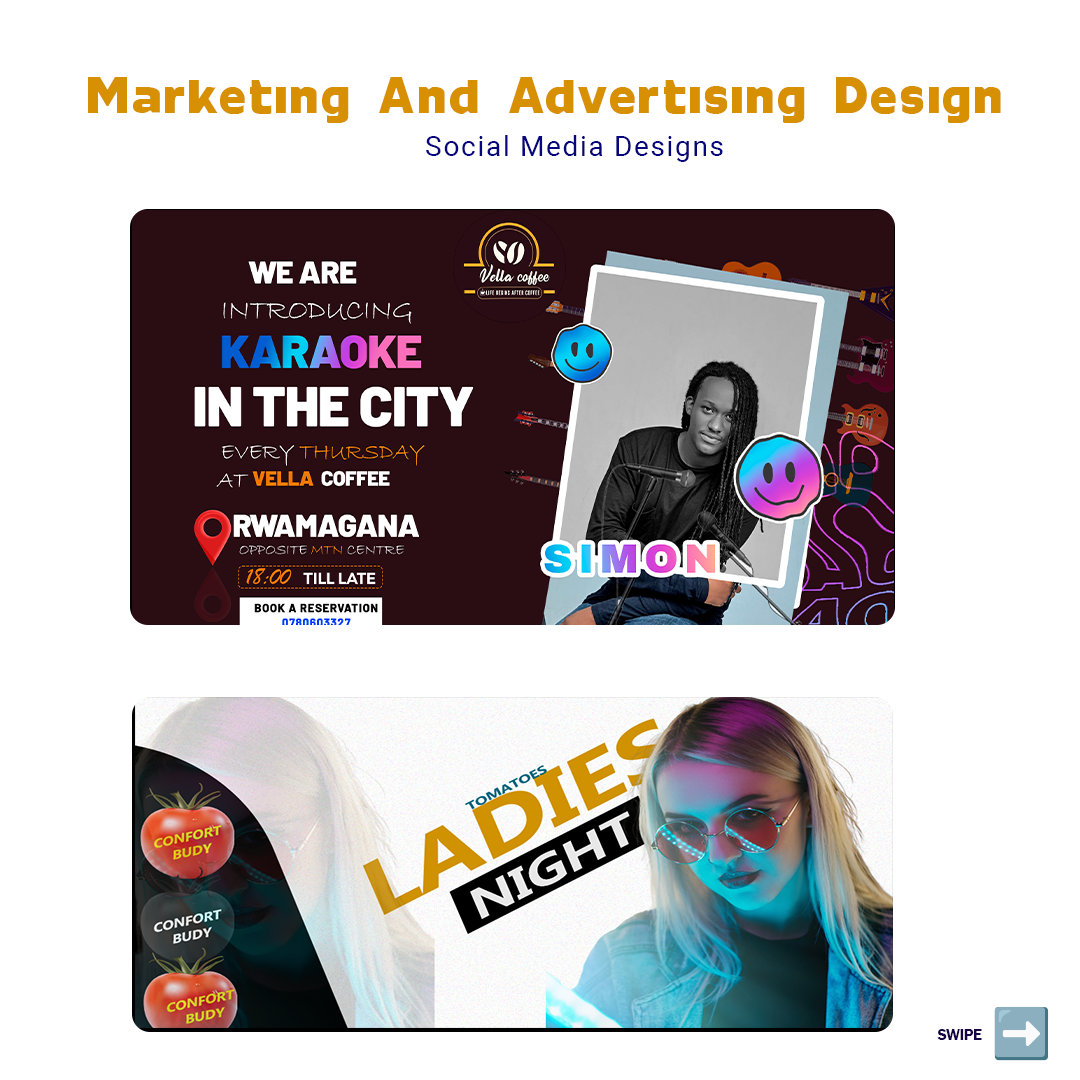 Marketing And Advertising Design
Social Media Designs
Vella coffee
#LIFE BEGINS AFTER COFFEE
WE ARE
INTRODUCING
KARAOKE
IN THE CITY
EVERY THURSDAY
AT VELLA COFFEE
RWAMAGANA
OPPOSITE MTN CENTRE
18:00 TILL LATE
BOOK A RESERVATION
0780603327
SIMON
TOMATOES
LADIES
NIGHT
CONFORT
BUDY
CONFORT
BUDY
CONFORT
BUDY
SWIPE